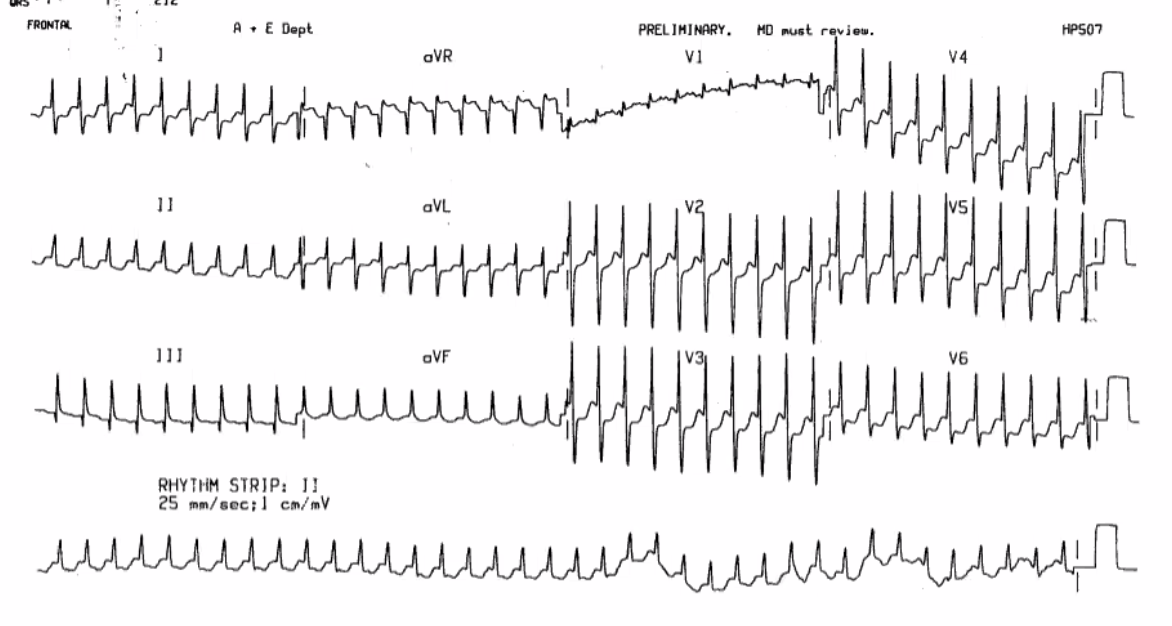 FRONTAL A + E Dept PRELIMINARY. MD must review. HP507
I aVR V1 V4
II aVL V2 V5
III aVF V3 V6
RHYTHM STRIP: II
25 mm/sec;1 cm/mV